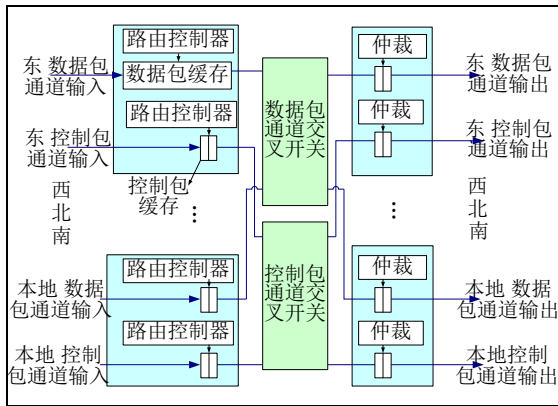 路由控制器
数据包缓存
东 数据包
通道输入
路由控制器
东 控制包
通道输入
控制包
缓存
西
北
南
路由控制器
本地 数据
包通道输入
路由控制器
本地 控制
包通道输入
数据包
通道交
叉开关
控制包
通道交
叉开关
仲裁
东 数据包
通道输出
仲裁
东 控制包
通道输出
西
北
南
仲裁
本地 数据
包通道输出
仲裁
本地控制
包通道输出